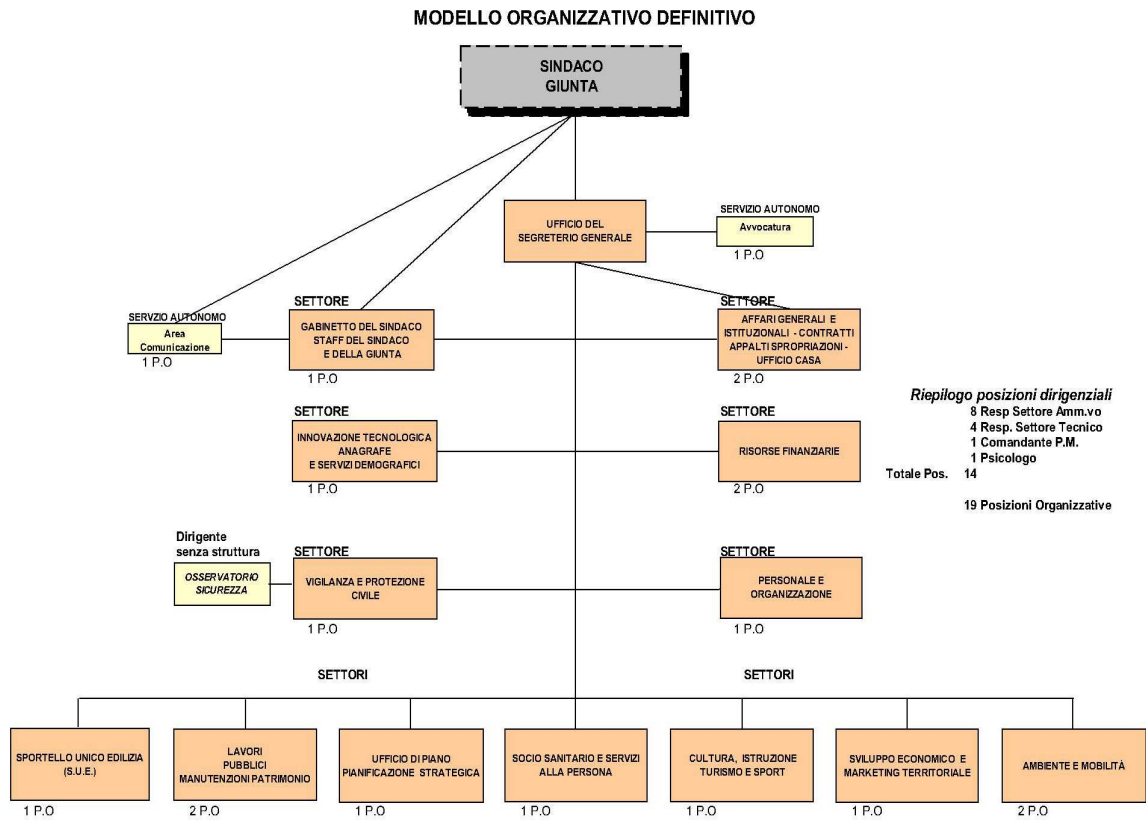 MODELLO ORGANIZZATIVO DEFINITIVO
SINDACO
GIUNTA
UFFICIO DEL
SEGRETERIO GENERALE
SERVIZIO AUTONOMO
Avvocatura
1 P.O
SERVZIO AUTONOMO
Area
Comunicazione
1 P.O
SETTORE
GABINETTO DEL SINDACO
STAFF DEL SINDACO
E DELLA GIUNTA
1 P.O
SETTORE
AFFARI GENERALI E
ISTITUZIONALI - CONTRATTI
APPALTI SPROPRIAZIONI -
UFFICIO CASA
2 P.O
Riepilogo posizioni dirigenziali
8 Resp Settore Amm.vo
4 Resp. Settore Tecnico
1 Comandante P.M.
1 Psicologo
Totale Pos. 14
19 Posizioni Organizzative
SETTORE
INNOVAZIONE TECNOLOGICA
ANAGRAFE
E SERVIZI DEMOGRAFICI
1 P.O
SETTORE
RISORSE FINANZIARIE
2 P.O
Dirigente
senza struttura
OSSERVATORIO
SICUREZZA
SETTORE
VIGILANZA E PROTEZIONE
CIVILE
1 P.O
SETTORE
PERSONALE E
ORGANIZZAZIONE
1 P.O
SETTORI
SETTORI
SPORTELLO UNICO EDILIZIA
(S.U.E.)
1 P.O
LAVORI
PUBBLICI
MANUTENZIONI PATRIMONIO
2 P.O
UFFICIO DI PIANO
PIANIFICAZIONE STRATEGICA
1 P.O
SOCIO SANITARIO E SERVIZI
ALLA PERSONA
1 P.O
CULTURA, ISTRUZIONE
TURISMO E SPORT
1 P.O
SVILUPPO ECONOMICO E
MARKETING TERRITORIALE
1 P.O
AMBIENTE E MOBILITÀ
2 P.O